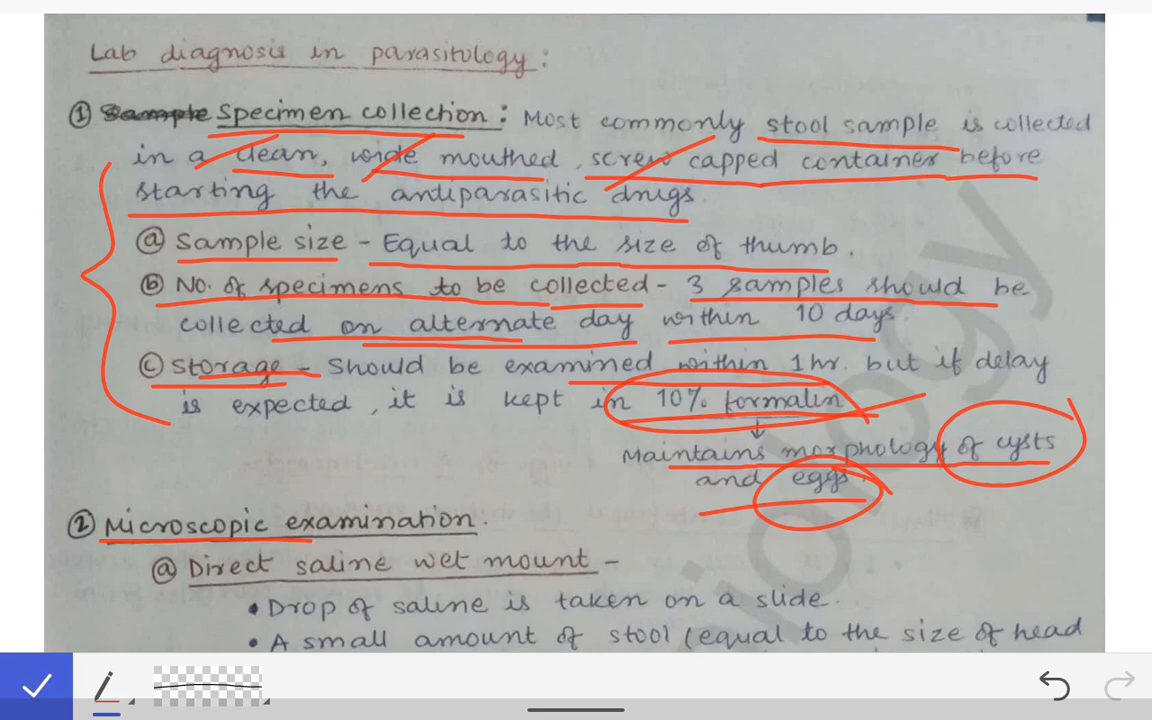 Lab diagnosis in parasitology :
① Sample Specimen collection : Most commonly stool sample is collected
in a clean, wide mouthed, screw capped container before
starting the antiparasitic drugs.
ⓐ Sample size - Equal to the size of thumb.
ⓑ No. of specimens to be collected - 3 samples should be
collected on alternate day within 10 days.
ⓒ Storage - Should be examined within 1hr. but if delay
is expected, it is kept in 10% formalin
↓
Maintains morphology of cysts
and eggs.
② Microscopic examination.
ⓐ Direct saline wet mount -
• Drop of saline is taken on a slide.
• A small amount of stool (equal to the size of head